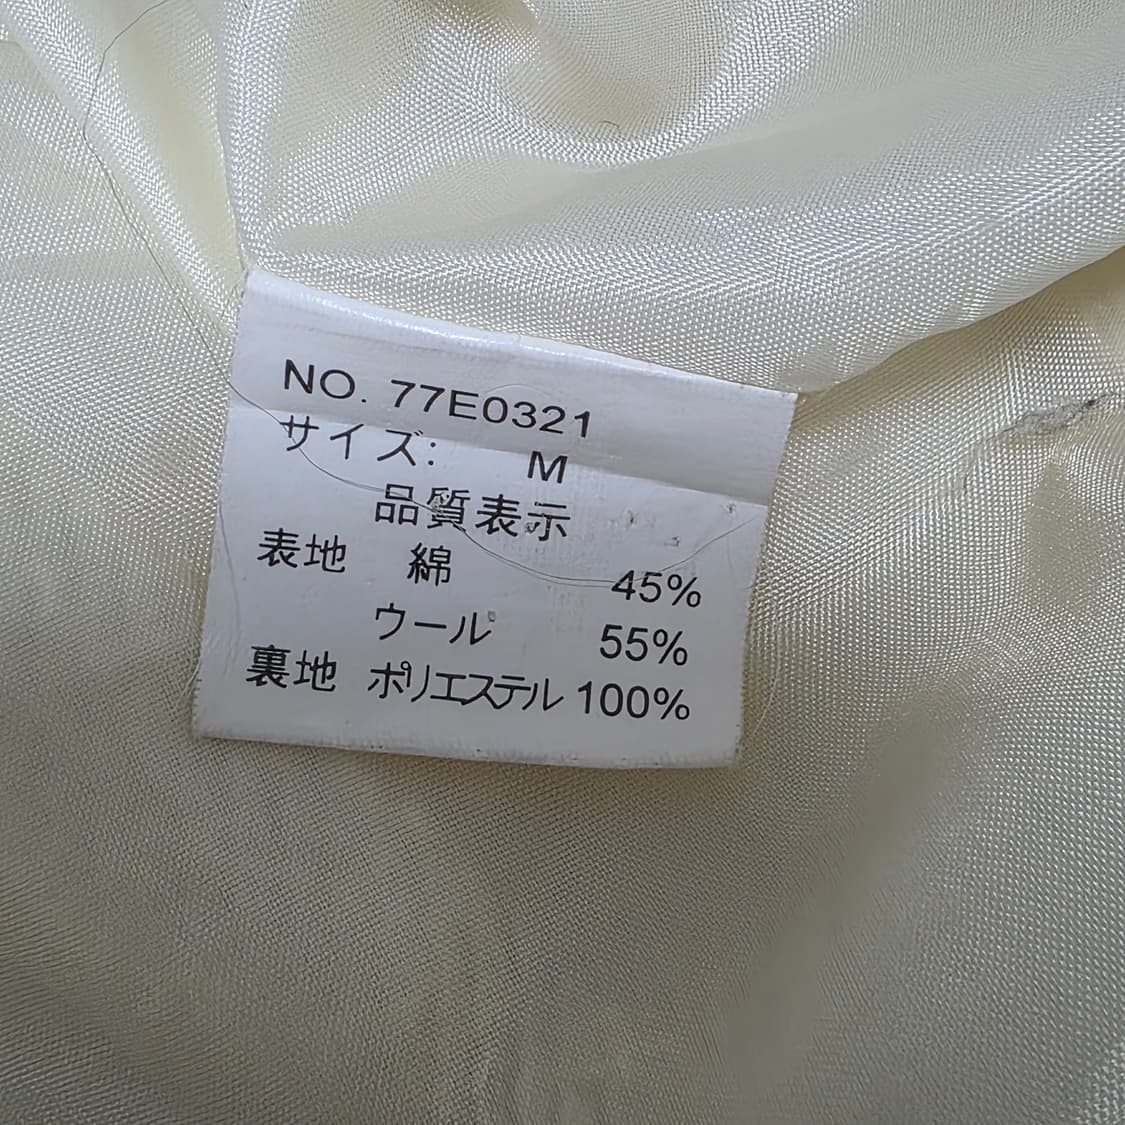 NO. 77E0321
サイズ: M
品質表示
表地 綿 45%
ウール 55%
裏地 ポリエステル 100%